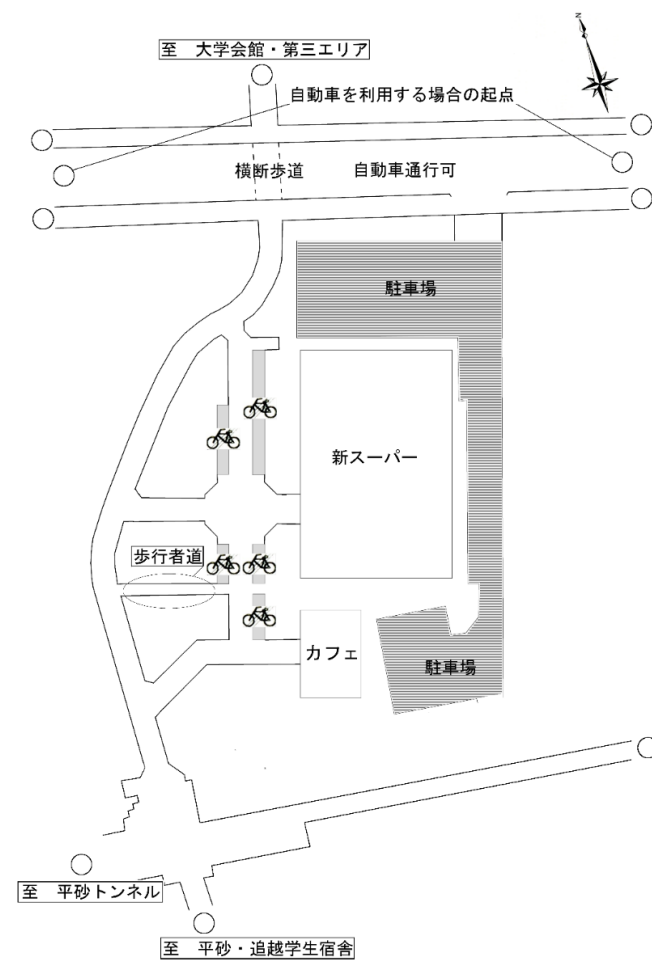 N
至　大学会館・第三エリア
自動車を利用する場合の起点
横断歩道
自動車通行可
駐車場
新スーパー
歩行者道
カフェ
駐車場
至　平砂トンネル
至　平砂・追越学生宿舎